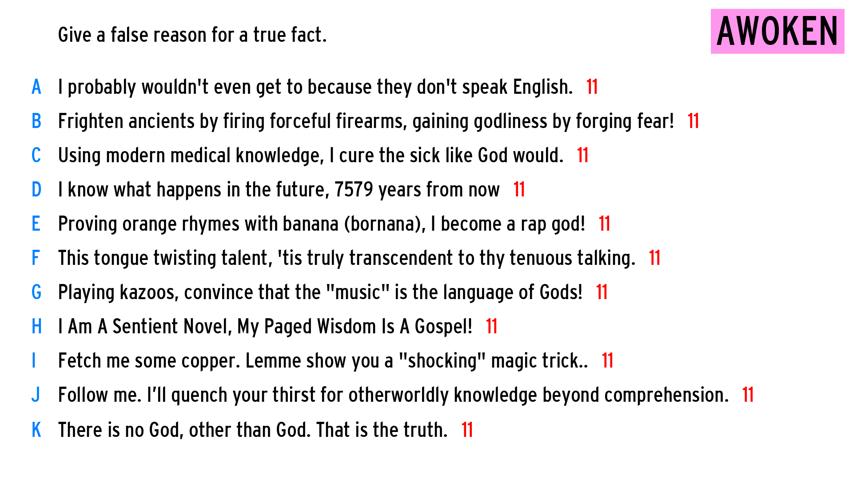 Give a false reason for a true fact.
AWOKEN
A I probably wouldn't even get to because they don't speak English. 11
B Frighten ancients by firing forceful firearms, gaining godliness by forging fear! 11
C Using modern medical knowledge, I cure the sick like God would. 11
D I know what happens in the future, 7579 years from now 11
E Proving orange rhymes with banana (bornana), I become a rap god! 11
F This tongue twisting talent, 'tis truly transcendent to thy tenuous talking. 11
G Playing kazoos, convince that the "music" is the language of Gods! 11
H I Am A Sentient Novel, My Paged Wisdom Is A Gospel! 11
I Fetch me some copper. Lemme show you a "shocking" magic trick.. 11
J Follow me. I’ll quench your thirst for otherworldly knowledge beyond comprehension. 11
K There is no God, other than God. That is the truth. 11